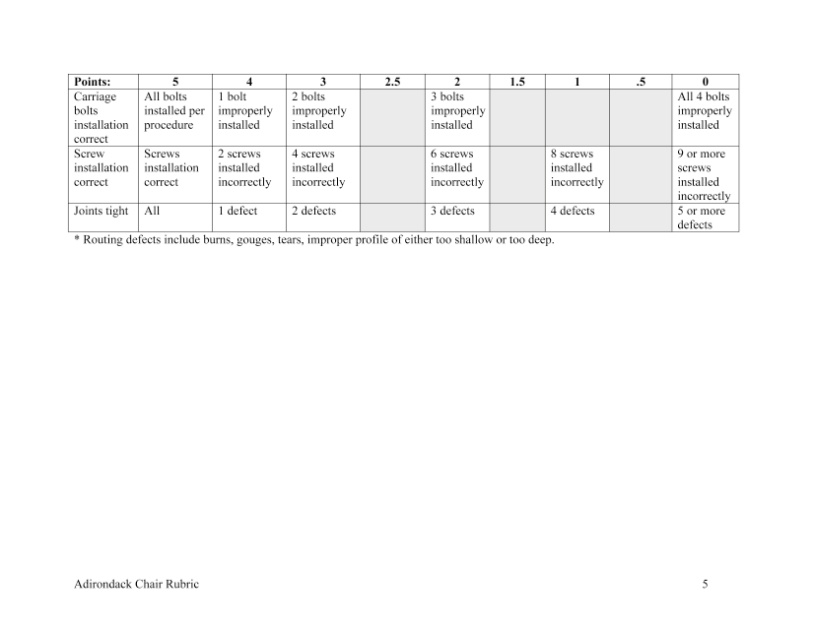 Points: 5 4 3 2.5 2 1.5 1 .5 0
Carriage bolts installation correct All bolts installed per procedure 1 bolt improperly installed 2 bolts improperly installed 3 bolts improperly installed All 4 bolts improperly installed
Screw installation correct Screws installation correct 2 screws installed incorrectly 4 screws installed incorrectly 6 screws installed incorrectly 8 screws installed incorrectly 9 or more screws installed incorrectly
Joints tight All 1 defect 2 defects 3 defects 4 defects 5 or more defects
* Routing defects include burns, gouges, tears, improper profile of either too shallow or too deep.
Adirondack Chair Rubric 5